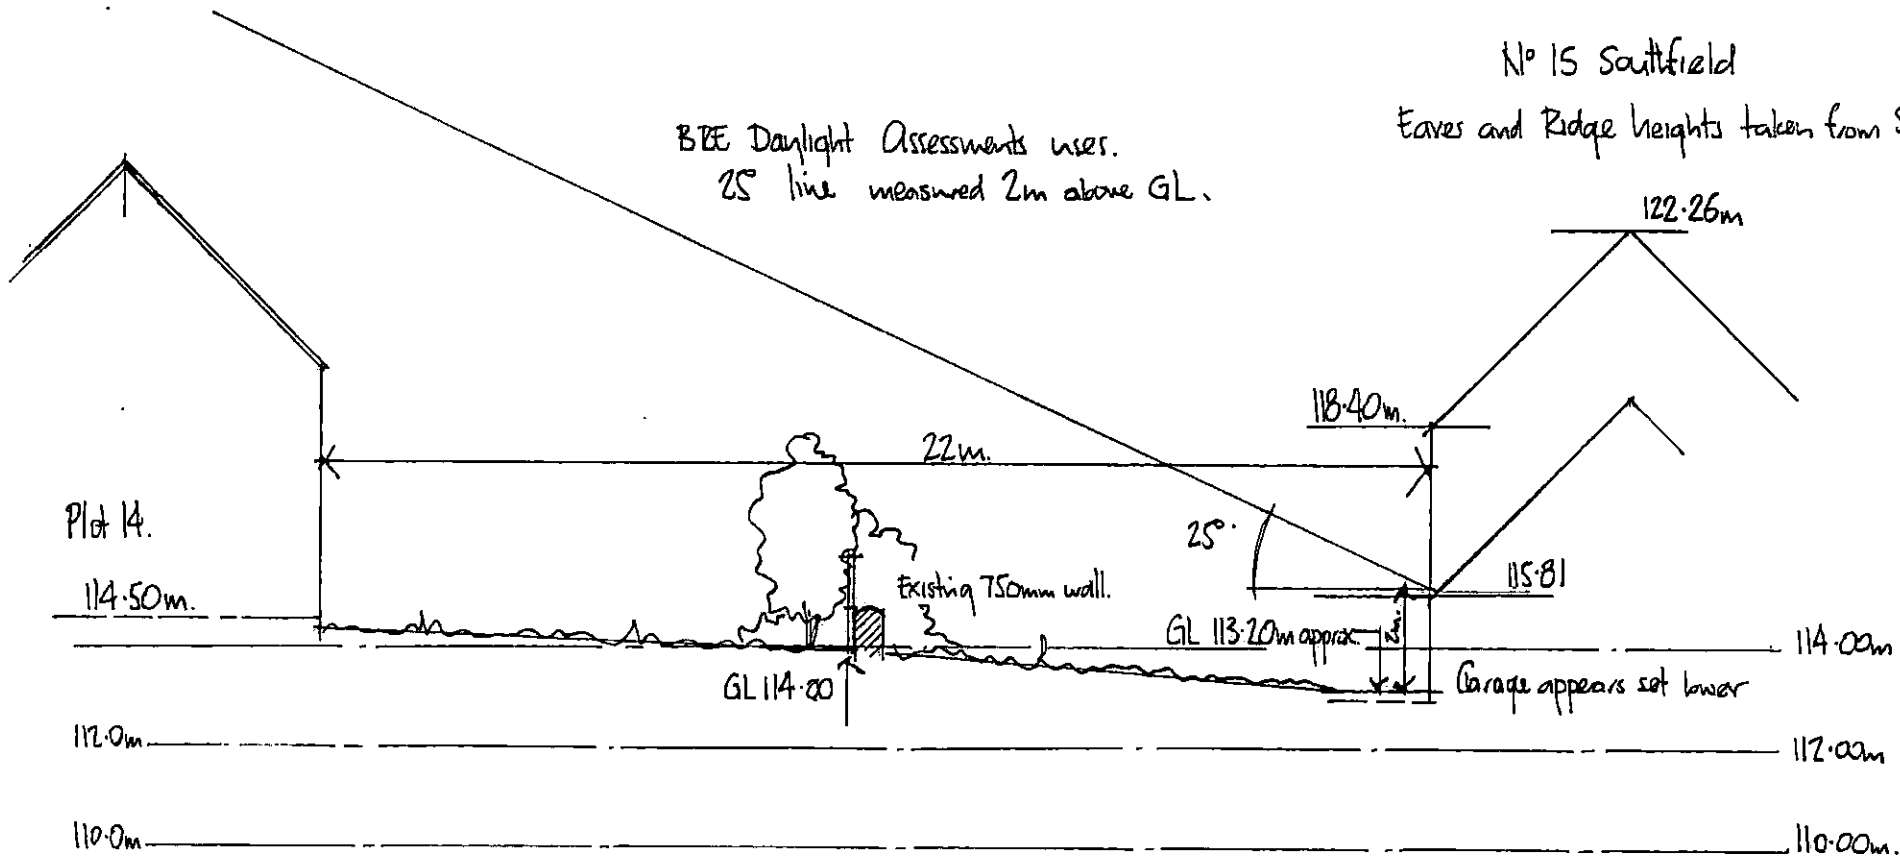 Nº 15 Southfield
Eaves and Ridge heights taken from S
BRE Daylight Assessments uses.
25° line measured 2m above GL.
122.26m
118.40m.
22m.
Plot 14.
25°.
115.81
114.50m.
Existing 750mm wall.
GL 113.20m approx.
2m.
114.00m
GL 114.00
Garage appears set lower
112.0m
112.00m
110.0m
110.00m.